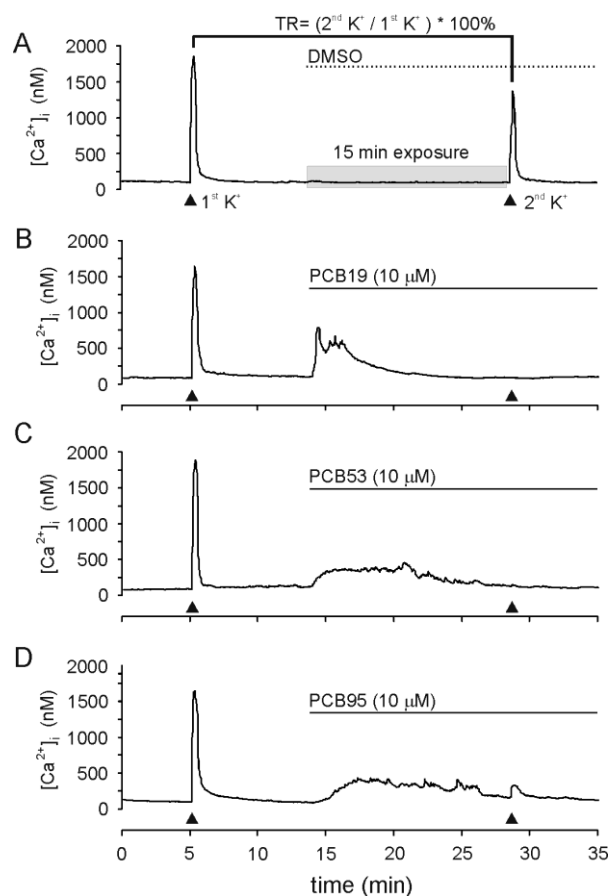 A
TR= (2nd K+ / 1st K+ ) * 100%
DMSO
2000
1500
1000
500
0
[Ca2+]i (nM)
15 min exposure
1st K+
2nd K+
B
2000
1500
1000
500
0
[Ca2+]i (nM)
PCB19 (10 μM)
C
2000
1500
1000
500
0
[Ca2+]i (nM)
PCB53 (10 μM)
D
2000
1500
1000
500
0
[Ca2+]i (nM)
PCB95 (10 μM)
0 5 10 15 20 25 30 35
time (min)